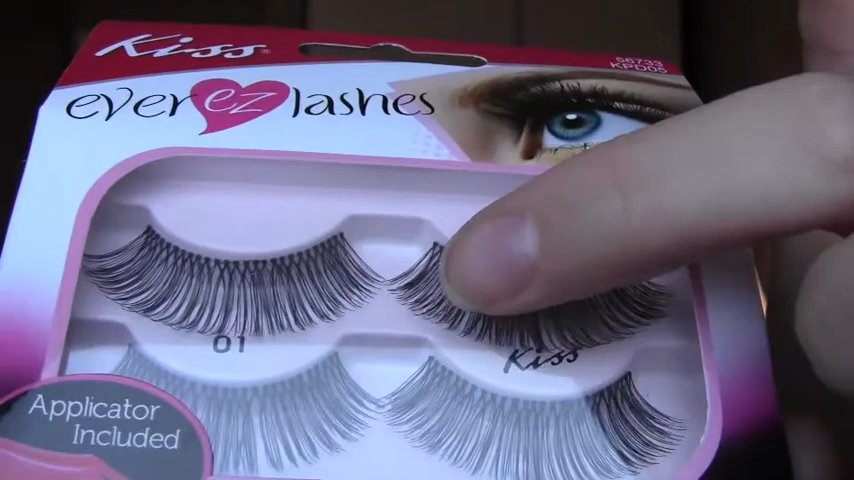 Kiss®
56733
KPD05
Ever EZ lashes
01
Kiss
Applicator
Included